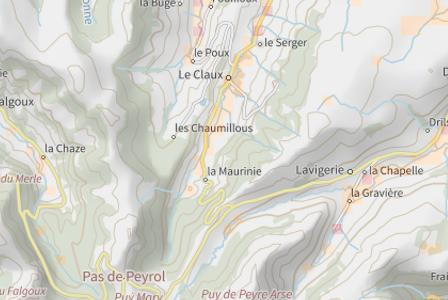 la Buge
le Poux
le Serger
Le Claux
algoux
les Chaumillous
la Chaze
la Maurinie
Lavigerie
la Chapelle
du Merle
la Gravière
Pas de Peyrol
u Falgoux
Puy Mary
Puy de Peyre Arse